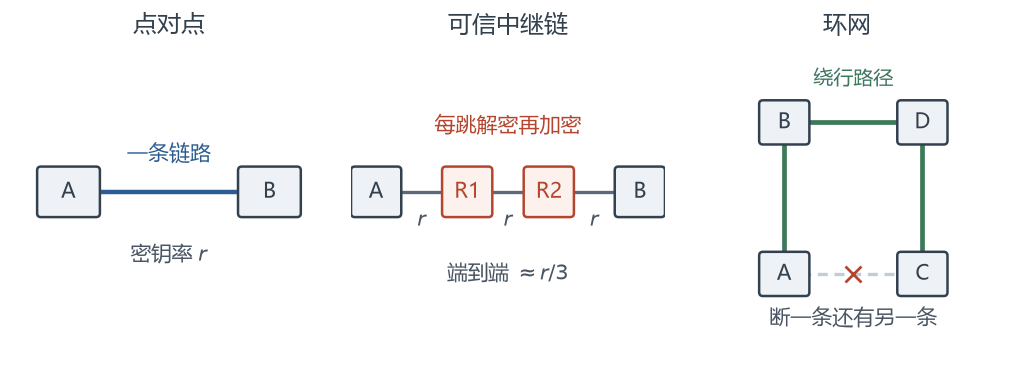 点对点
一条链路
A
B
密钥率 r
可信中继链
每跳解密再加密
A
R1
R2
B
r
r
r
端到端 ≈ r/3
环网
绕行路径
B
D
A
C
断一条还有另一条